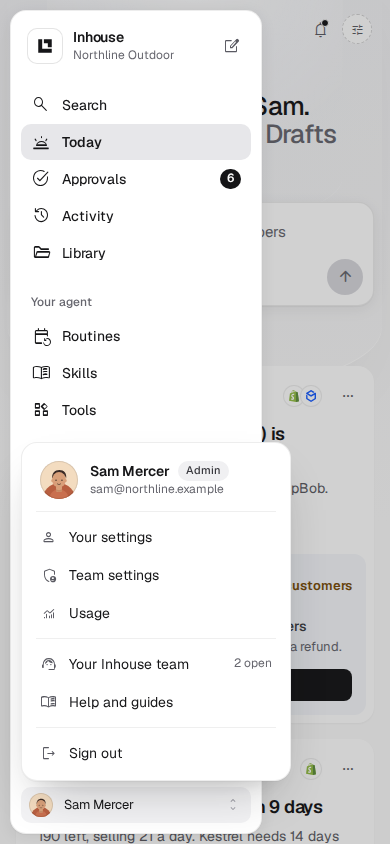 Inhouse
Northline Outdoor
Sam.
Drafts
Search
Today
Approvals 6
Activity
Library
Your agent
Routines
Skills
Tools
) is
Sam Mercer Admin
sam@northline.example
pBob.
Your settings
Team settings
ustomers
Usage
ers
a refund.
Your Inhouse team 2 open
Help and guides
Sign out
Sam Mercer
n 9 days
190 left, selling 21 a day. Kestrel needs 14 days